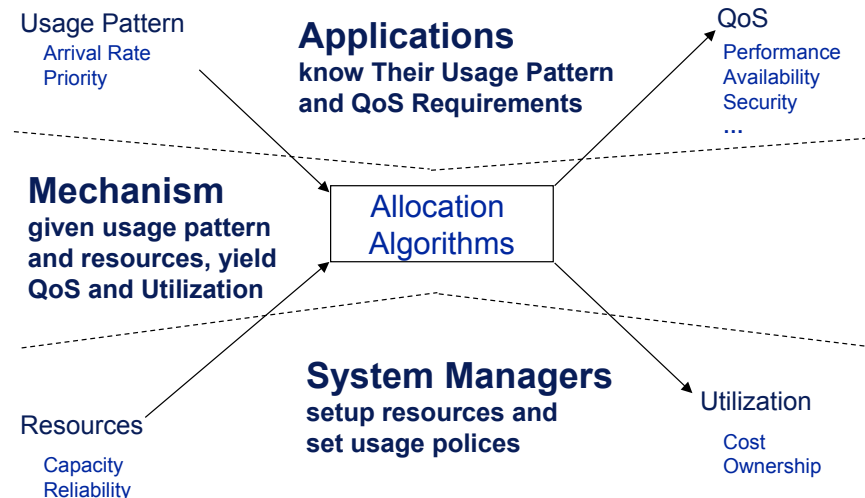 Usage Pattern
Arrival Rate
Priority
Applications
know Their Usage Pattern
and QoS Requirements
QoS
Performance
Availability
Security
...
Mechanism
given usage pattern
and resources, yield
QoS and Utilization
Allocation
Algorithms
System Managers
setup resources and
set usage polices
Resources
Capacity
Reliability
Utilization
Cost
Ownership